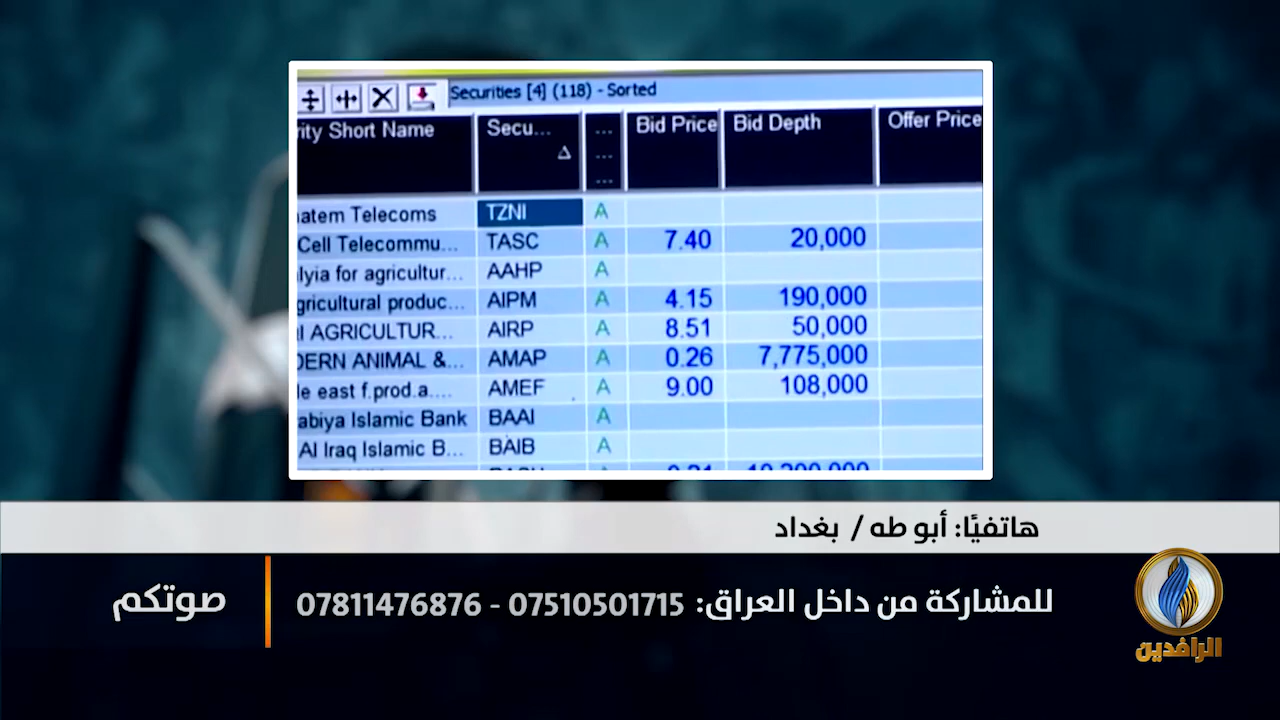 Securities [4] (118) - Sorted
rity Short Name Secu... ... Bid Price Bid Depth Offer Price
atem Telecoms TZNI A
Cell Telecommu... TASC A 7.40 20,000
alyia for agricultur... AAHP A
gricultural produc... AIPM A 4.15 190,000
AGRICULTUR... AIRP A 8.51 50,000
DERN ANIMAL &... AMAP A 0.26 7,775,000
le east f.prod.a.... AMEF A 9.00 108,000
abiya Islamic Bank BAAI A
Al Iraq Islamic B... BAIB A
هاتفيًا: أبو طه / بغداد
للمشاركة من داخل العراق: 07510501715 - 07811476876
صوتكم
الرافدين